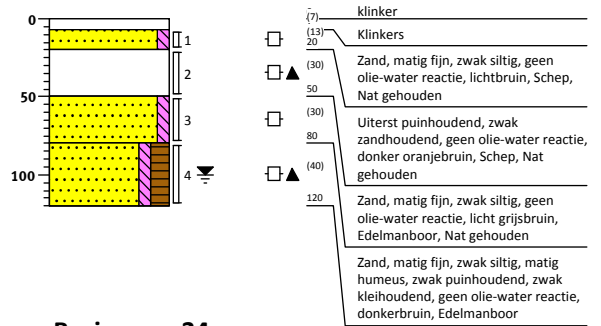 0
50
100
1
2
3
4
(7)
(13)
20
(30)
50
(30)
80
(40)
120
klinker
Klinkers
Zand, matig fijn, zwak siltig, geen
olie-water reactie, lichtbruin, Schep,
Nat gehouden
Uiterst puinhoudend, zwak
zandhoudend, geen olie-water reactie,
donker oranjebruin, Schep, Nat
gehouden
Zand, matig fijn, zwak siltig, geen
olie-water reactie, licht grijsbruin,
Edelmanboor, Nat gehouden
Zand, matig fijn, zwak siltig, matig
humeus, zwak puinhoudend, zwak
kleihoudend, geen olie-water reactie,
donkerbruin, Edelmanboor